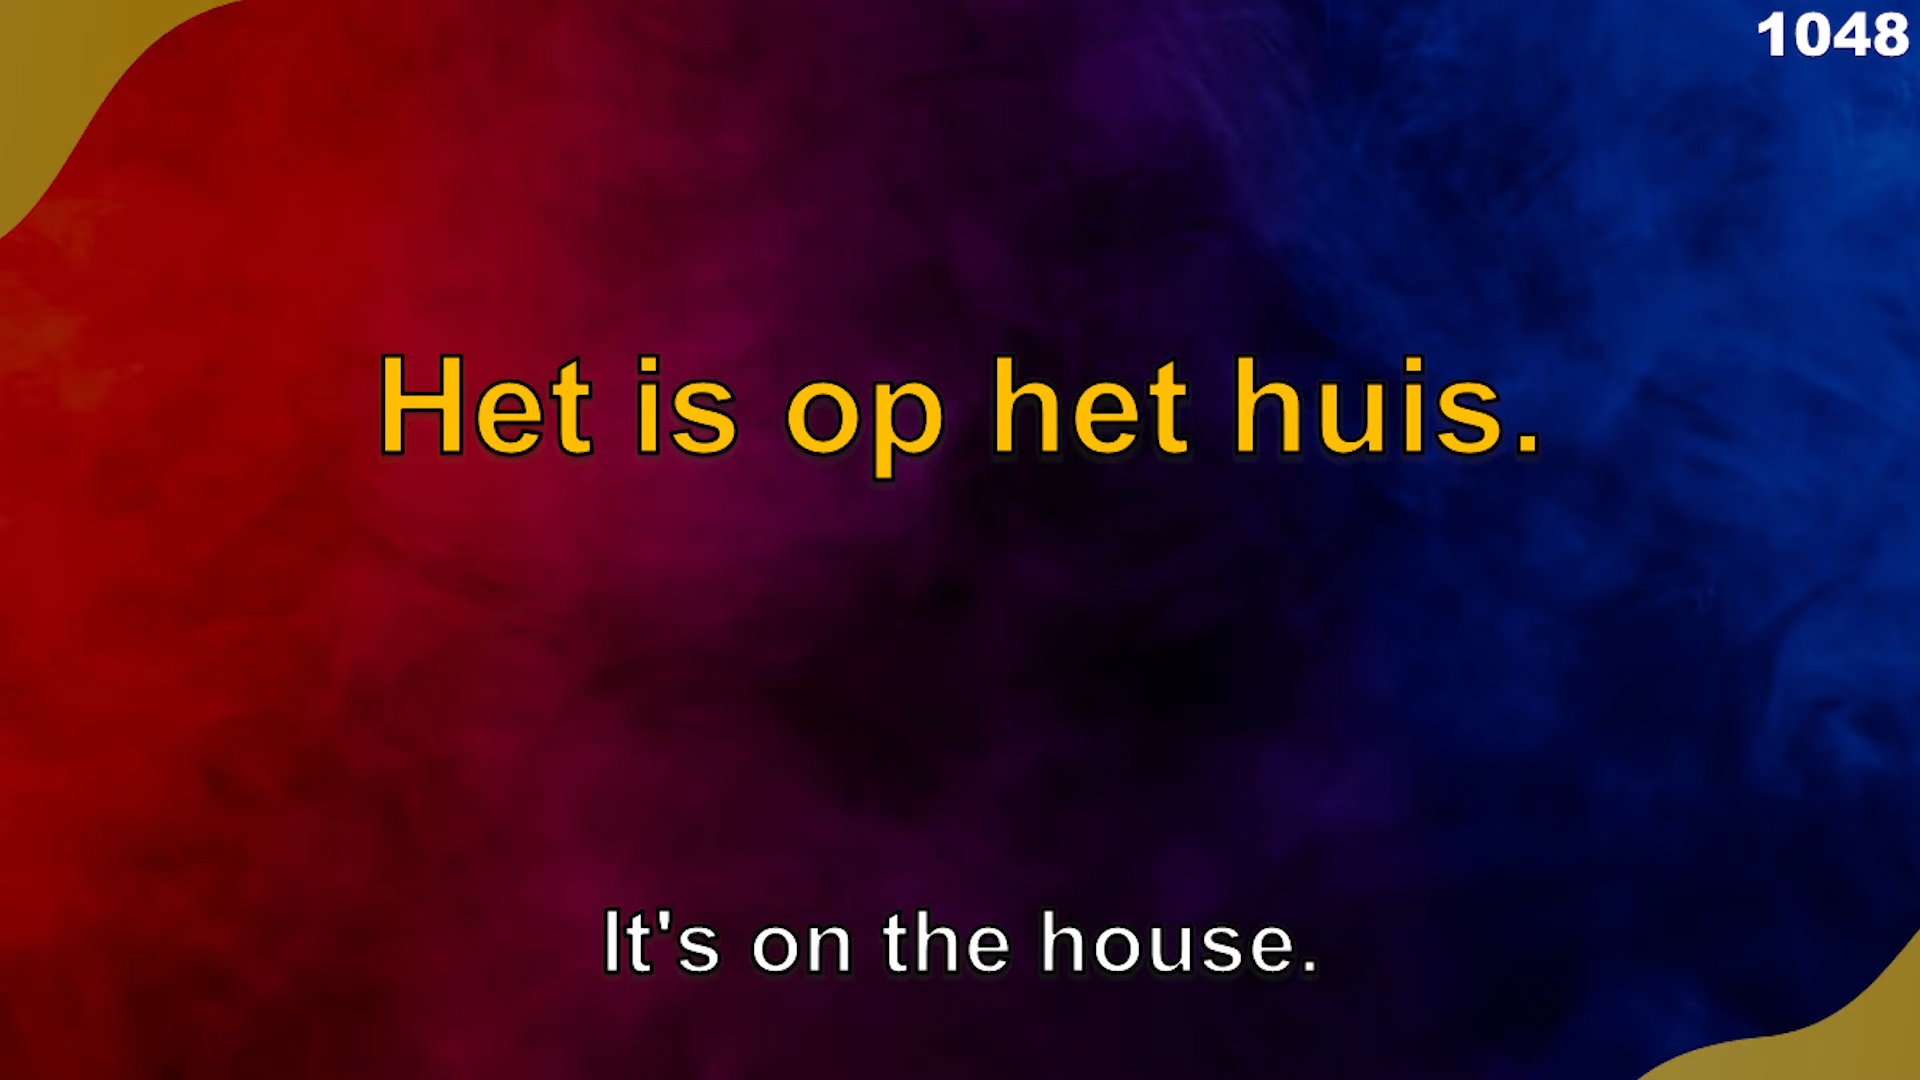 1048
Het is op het huis.
It's on the house.